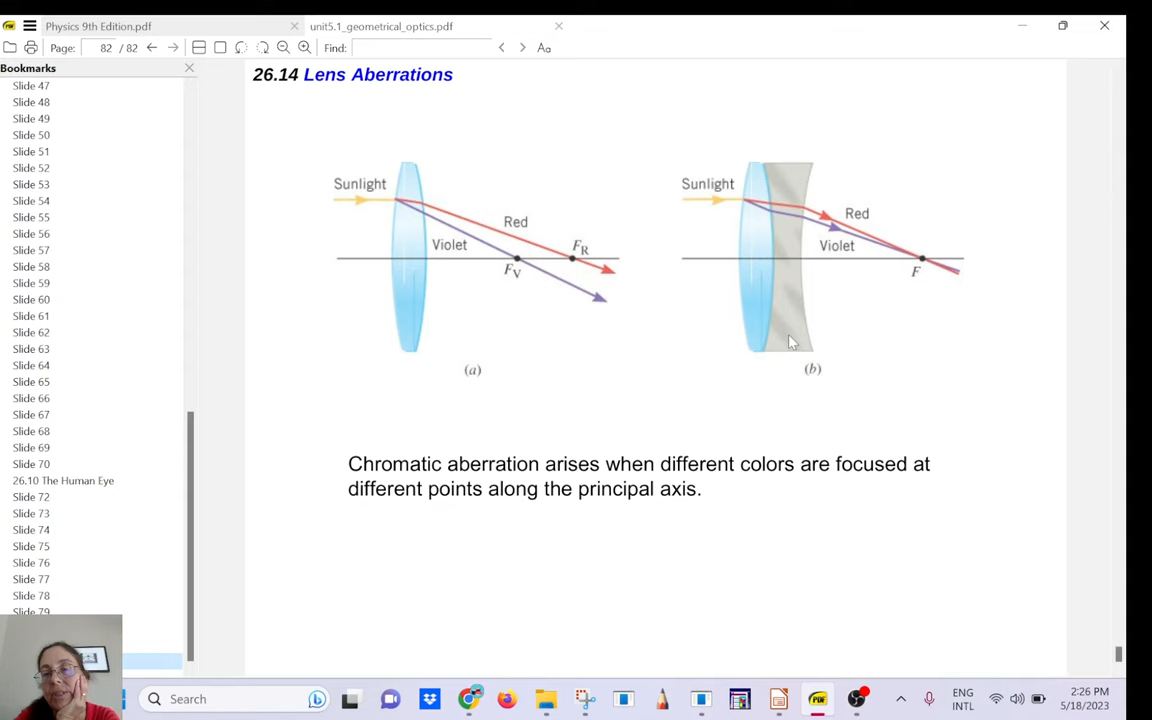 Physics 9th Edition.pdf
unit5.1_geometrical_optics.pdf
Page: 82 / 82
Find:
Aa
Bookmarks
Slide 47
Slide 48
Slide 49
Slide 50
Slide 51
Slide 52
Slide 53
Slide 54
Slide 55
Slide 56
Slide 57
Slide 58
Slide 59
Slide 60
Slide 61
Slide 62
Slide 63
Slide 64
Slide 65
Slide 66
Slide 67
Slide 68
Slide 69
Slide 70
26.10 The Human Eye
Slide 72
Slide 73
Slide 74
Slide 75
Slide 76
Slide 77
Slide 78
Slide 79
26.14 Lens Aberrations
Sunlight
Red
Violet
FR
FV
(a)
Sunlight
Red
Violet
F
(b)
Chromatic aberration arises when different colors are focused at
different points along the principal axis.
Search
ENG
INTL
2:26 PM
5/18/2023